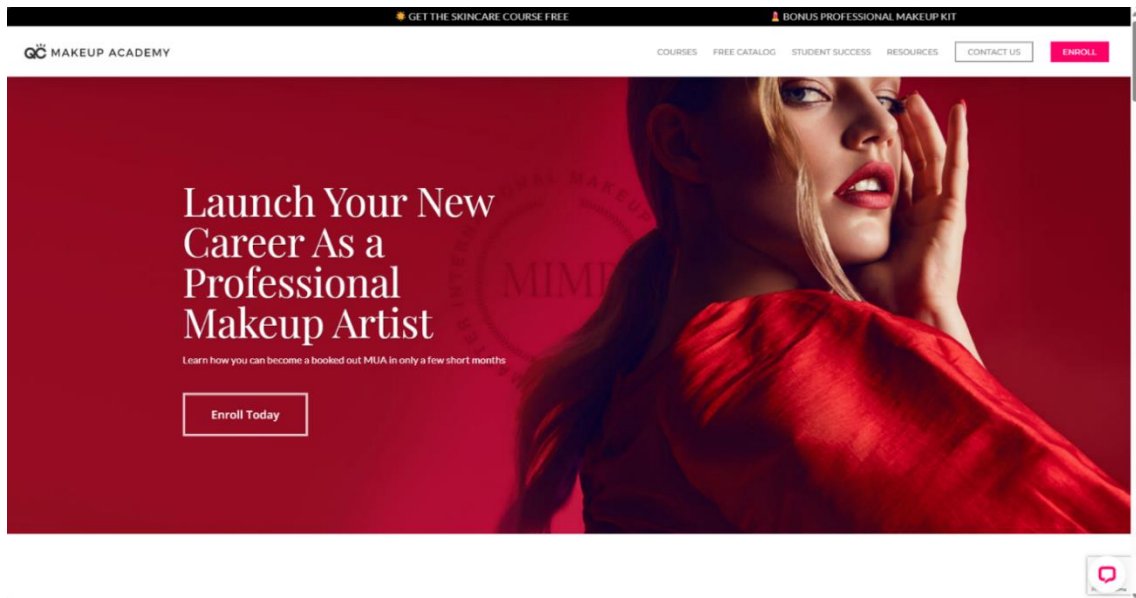 GET THE SKINCARE COURSE FREE
BONUS PROFESSIONAL MAKEUP KIT
QC MAKEUP ACADEMY
COURSES
FREE CATALOG
STUDENT SUCCESS
RESOURCES
CONTACT US
ENROLL
Launch Your New
Career As a
Professional
Makeup Artist
Learn how you can become a booked out MUA in only a few short months
Enroll Today